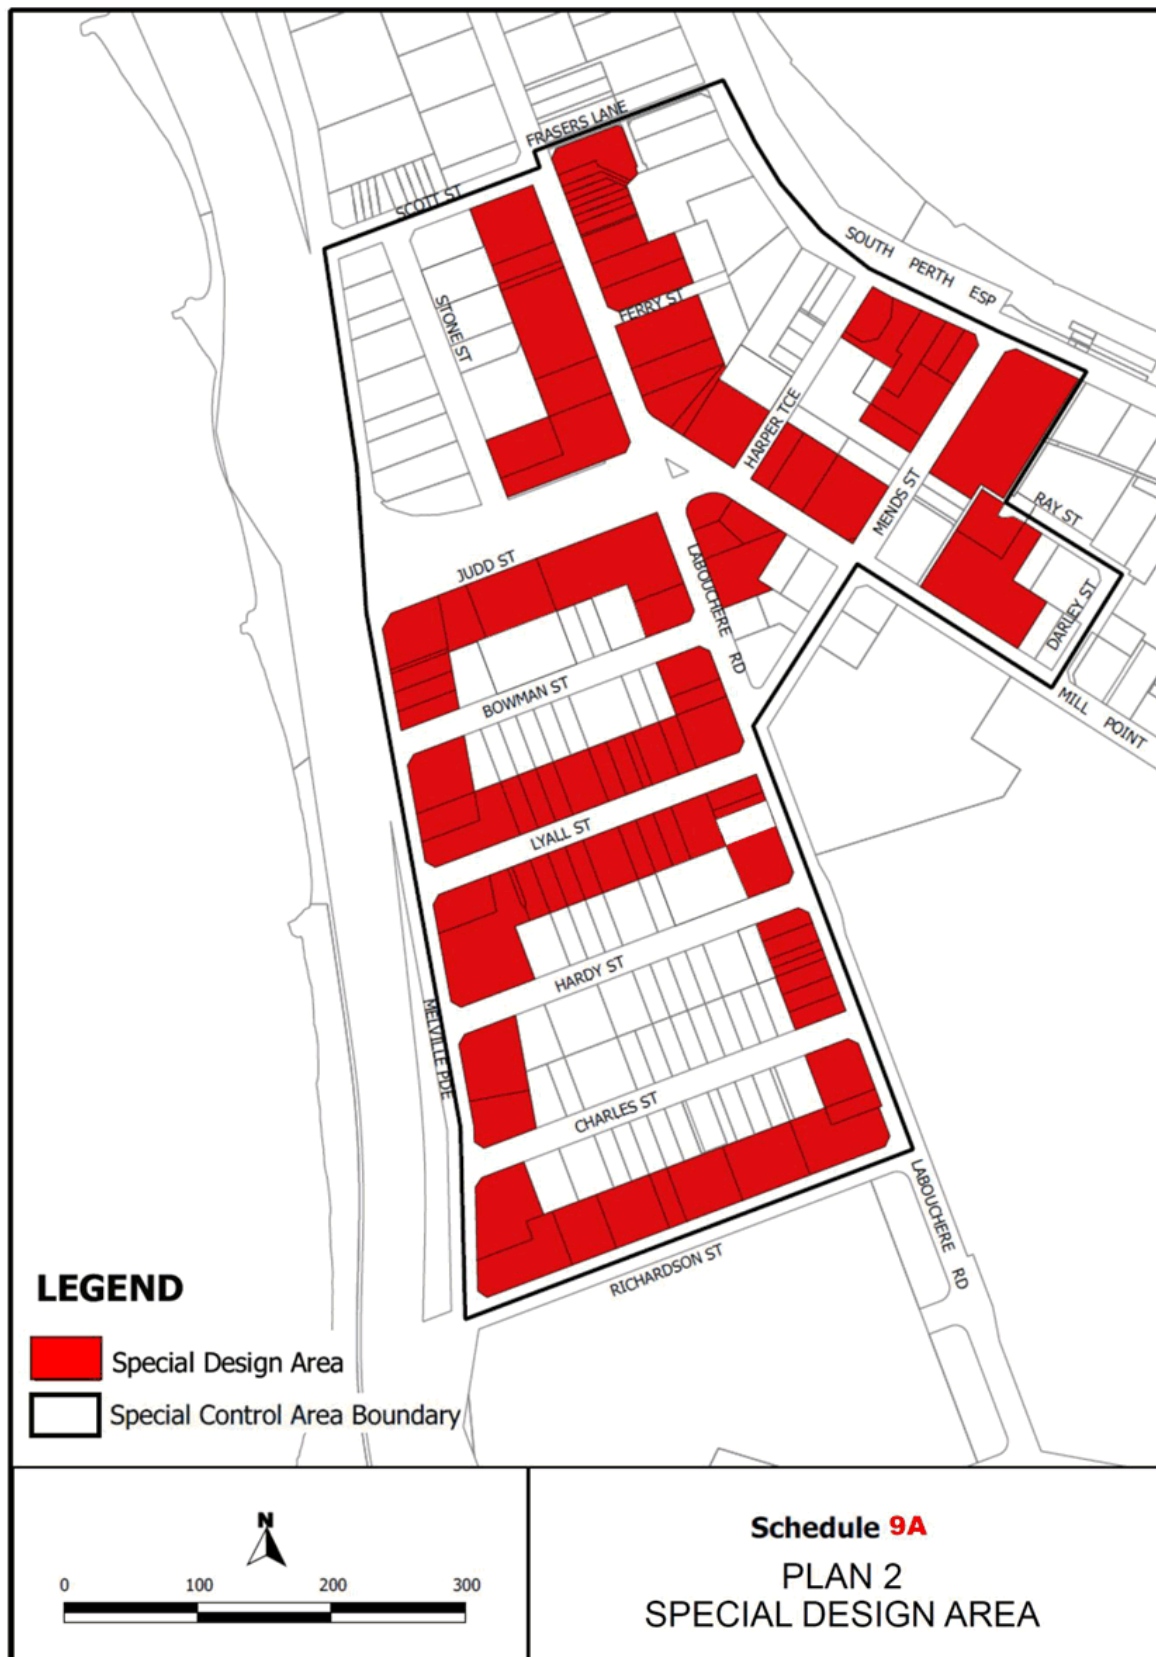 FRASERS LANE
SCOTT ST
SOUTH PERTH ESP
STONE ST
FERRY ST
HARPER TCE
MENDS ST
RAY ST
JUDD ST
LABOUCHERE RD
DARLEY ST
BOWMAN ST
MILL POINT
LYALL ST
HARDY ST
MELVILLE PDE
CHARLES ST
LABOUCHERE RD
RICHARDSON ST
LEGEND
Special Design Area
Special Control Area Boundary
N
0 100 200 300
Schedule 9A
PLAN 2
SPECIAL DESIGN AREA